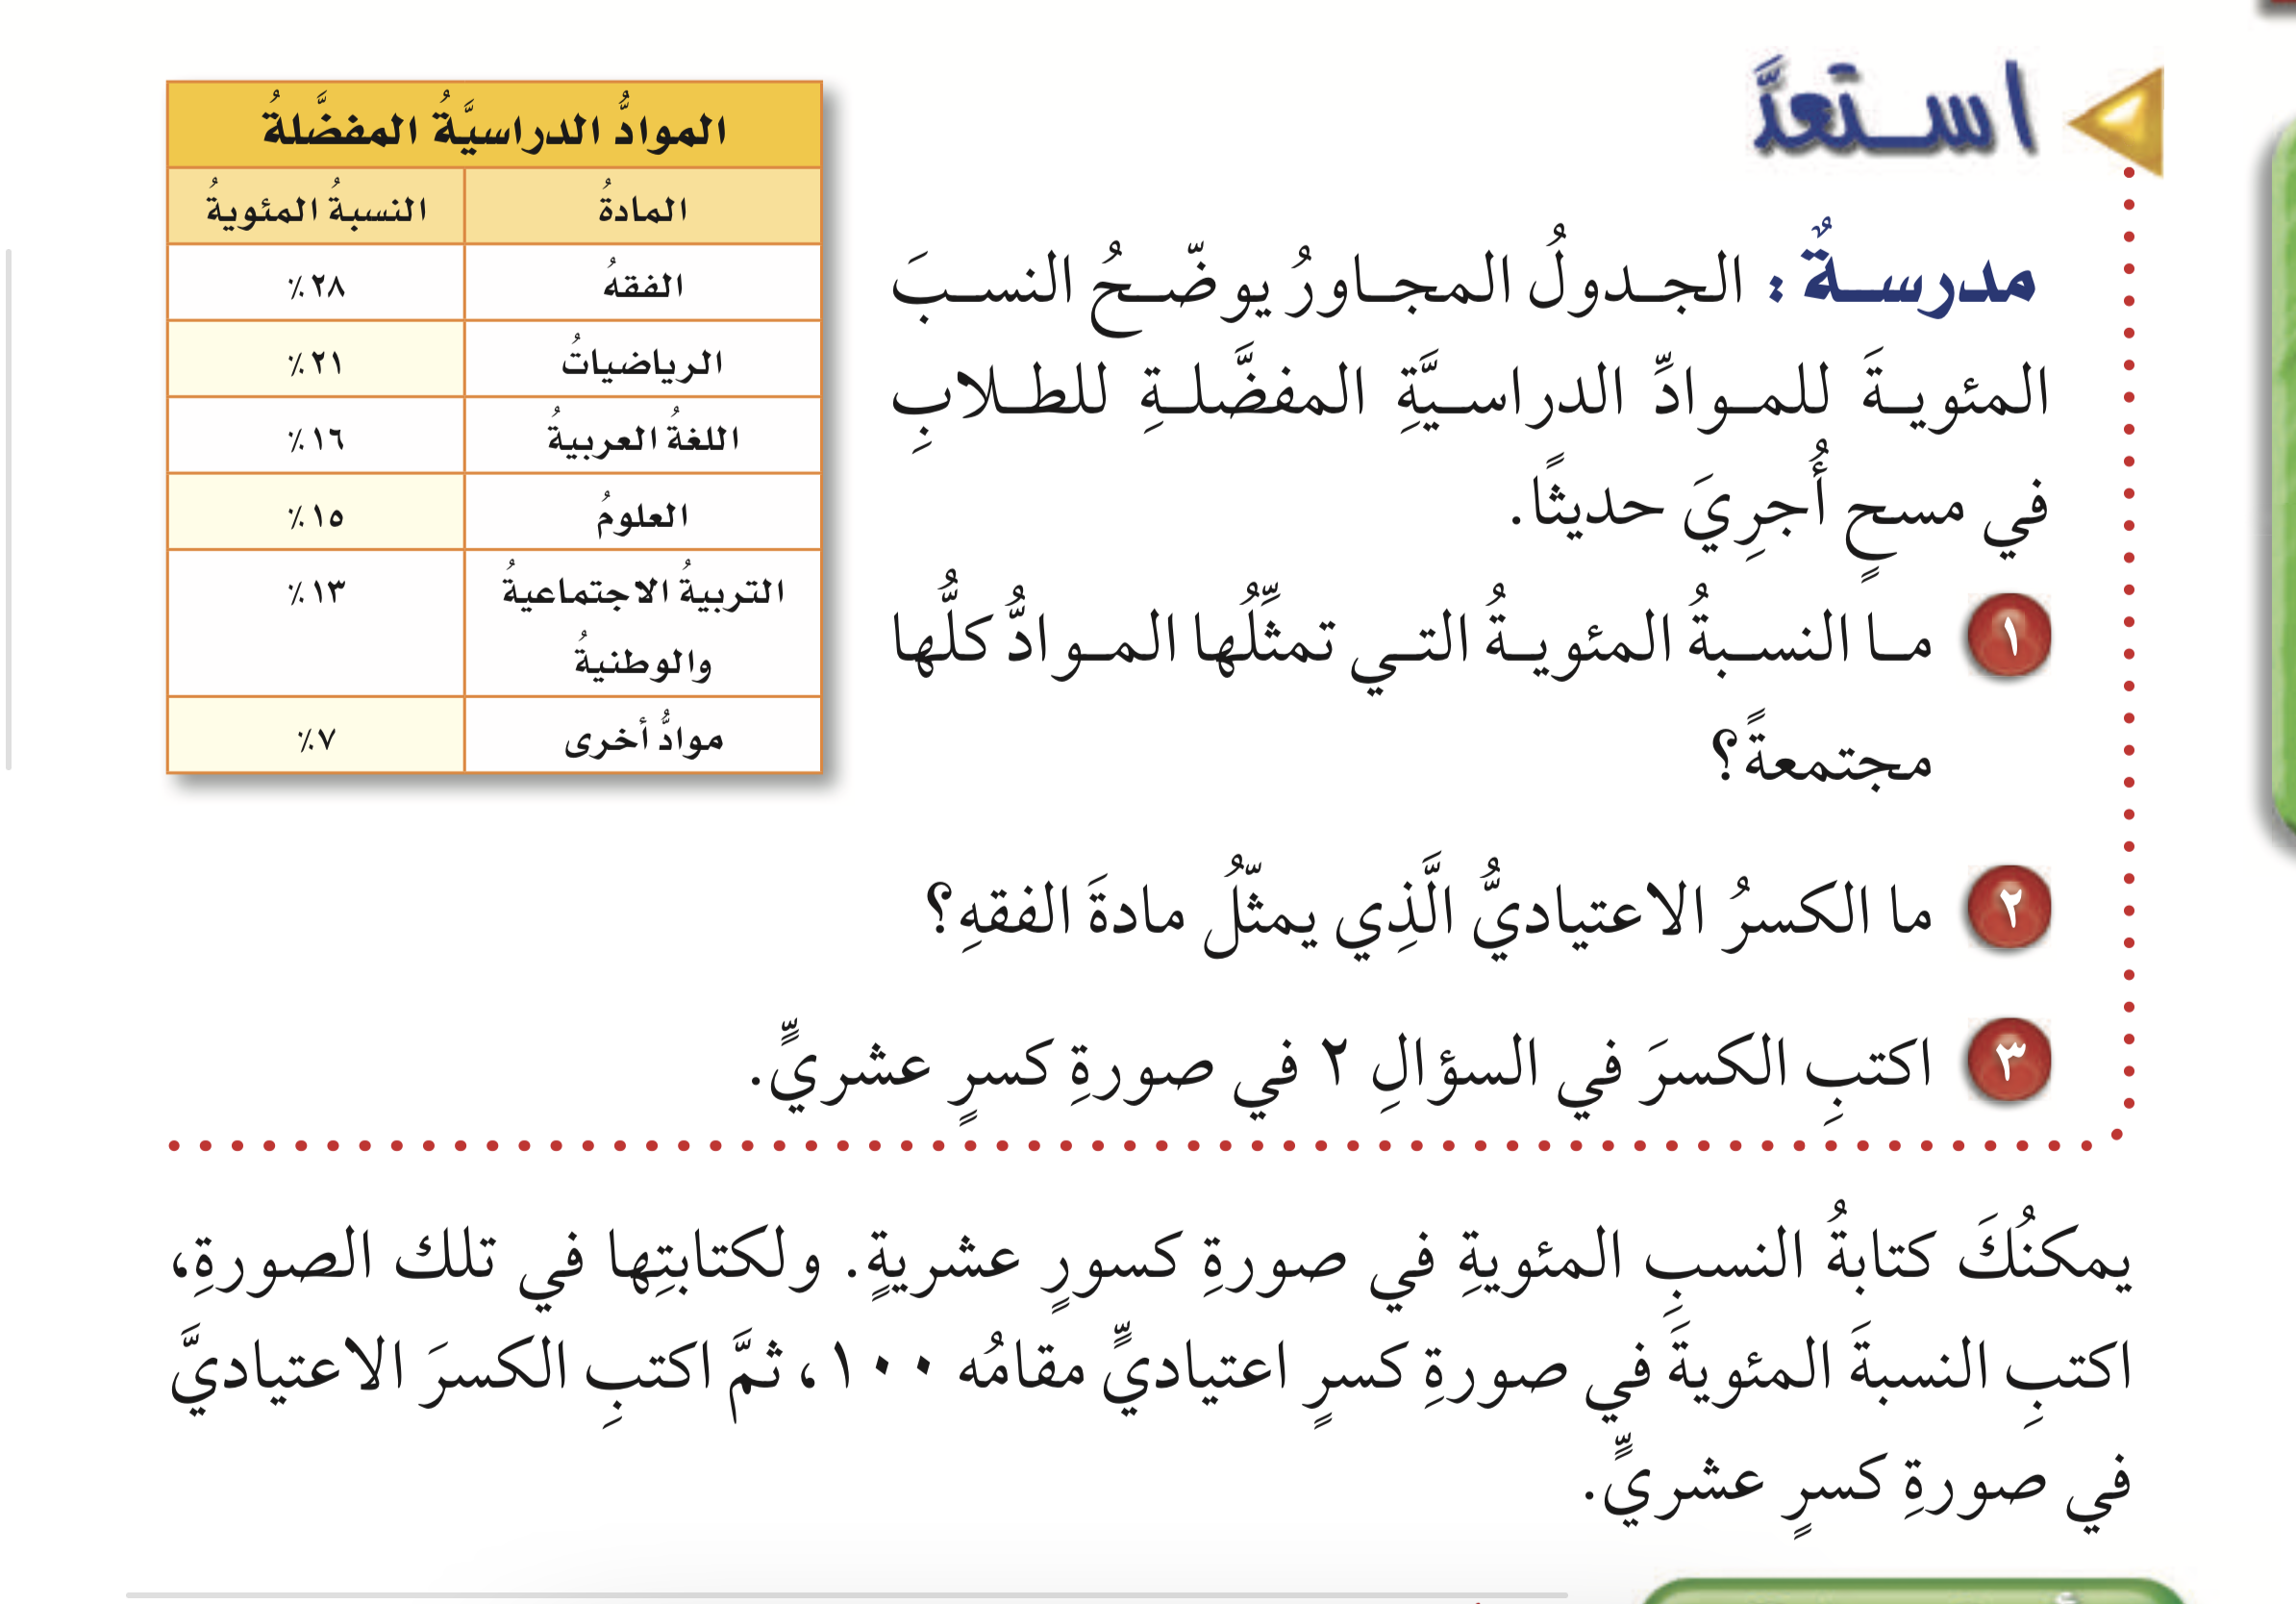 استعدَّ
مدرسةٌ: الجدولُ المجاورُ يوضّحُ النسبَ
المئويةَ للموادِّ الدراسيَّةِ المفضَّلةِ للطلابِ
في مسحٍ أُجرِيَ حديثًا.
١ ما النسبةُ المئويةُ التي تمثِّلُها الموادُّ كلُّها
مجتمعةً؟
٢ ما الكسرُ الاعتياديُّ الَّذِي يمثّلُ مادةَ الفقهِ؟
٣ اكتبِ الكسرَ في السؤالِ ٢ في صورةِ كسرٍ عشريٍّ.
الموادُّ الدراسيَّةُ المفضَّلةُ
المادةُ النسبةُ المئويةُ
الفقهُ ٢٨٪
الرياضياتُ ٢١٪
اللغةُ العربيةُ ١٦٪
العلومُ ١٥٪
التربيةُ الاجتماعيةُ ١٣٪
والوطنيةُ
موادُّ أخرى ٧٪
يمكنُكَ كتابةُ النسبِ المئويةِ في صورةِ كسورٍ عشريةٍ. ولكتابتِها في تلك الصورةِ،
اكتبِ النسبةَ المئويةَ في صورةِ كسرٍ اعتياديٍّ مقامُه ١٠٠، ثمَّ اكتبِ الكسرَ الاعتياديَّ
في صورةِ كسرٍ عشريٍّ.